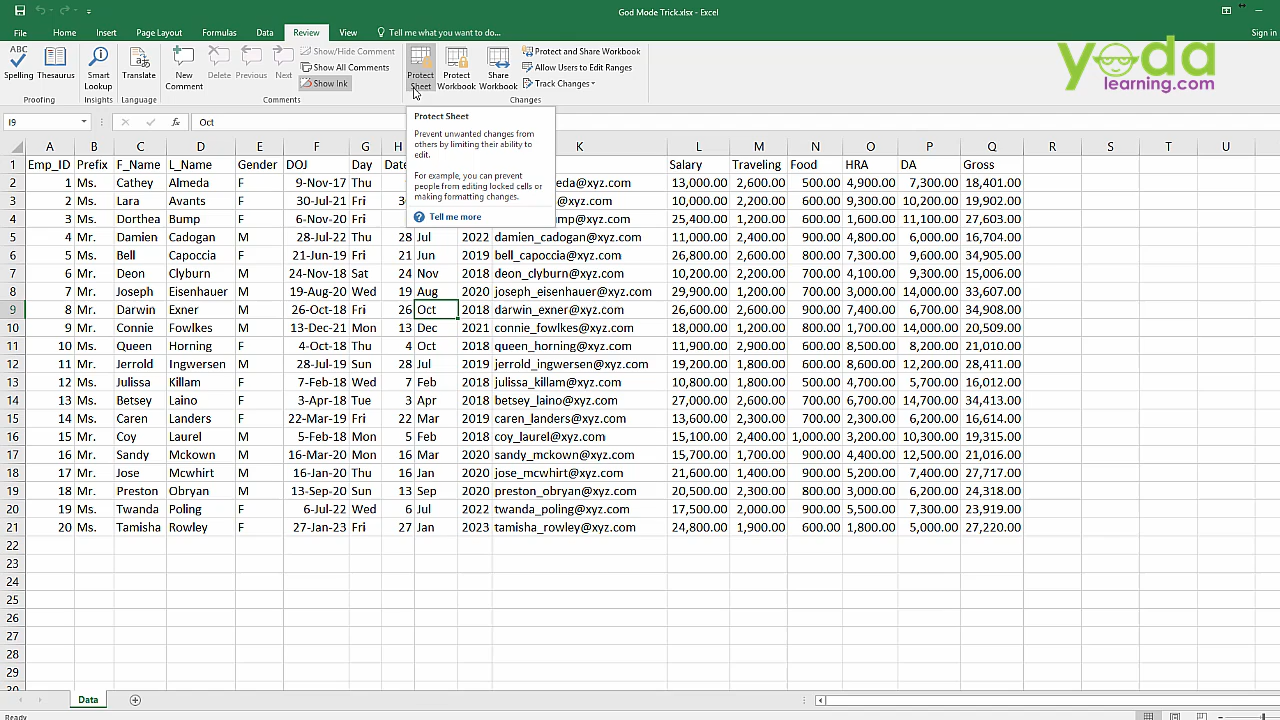 God Mode Trick.xlsx - Excel
File Home Insert Page Layout Formulas Data Review View Tell me what you want to do... Sign in
ABC
Spelling Thesaurus Smart Lookup Translate New Comment Delete Previous Next
Show/Hide Comment
Show All Comments
Show Ink
Protect Sheet Protect Workbook Share Workbook
Protect and Share Workbook
Allow Users to Edit Ranges
Track Changes
Proofing Insights Language Comments Changes
yoda
learning.com
I9 fx Oct
Protect Sheet
Prevent unwanted changes from
others by limiting their ability to
edit.
For example, you can prevent
people from editing locked cells or
making formatting changes.
Tell me more
A B C D E F G H K L M N O P Q R S T U
1 Emp_ID Prefix F_Name L_Name Gender DOJ Day Date Salary Traveling Food HRA DA Gross
2 1 Ms. Cathey Almeda F 9-Nov-17 Thu eda@xyz.com 13,000.00 2,600.00 500.00 4,900.00 7,300.00 18,401.00
3 2 Ms. Lara Avants F 30-Jul-21 Fri @xyz.com 10,000.00 2,200.00 600.00 9,300.00 10,200.00 19,902.00
4 3 Ms. Dorthea Bump F 6-Nov-20 Fri mp@xyz.com 25,400.00 1,200.00 600.00 1,600.00 11,100.00 27,603.00
5 4 Mr. Damien Cadogan M 28-Jul-22 Thu 28 Jul 2022 damien_cadogan@xyz.com 11,000.00 2,400.00 900.00 4,800.00 6,000.00 16,704.00
6 5 Ms. Bell Capoccia F 21-Jun-19 Fri 21 Jun 2019 bell_capoccia@xyz.com 26,800.00 2,600.00 800.00 7,300.00 9,600.00 34,905.00
7 6 Mr. Deon Clyburn M 24-Nov-18 Sat 24 Nov 2018 deon_clyburn@xyz.com 10,200.00 2,200.00 700.00 4,100.00 9,300.00 15,006.00
8 7 Mr. Joseph Eisenhauer M 19-Aug-20 Wed 19 Aug 2020 joseph_eisenhauer@xyz.com 29,900.00 1,200.00 700.00 3,000.00 14,000.00 33,607.00
9 8 Mr. Darwin Exner M 26-Oct-18 Fri 26 Oct 2018 darwin_exner@xyz.com 26,600.00 2,600.00 900.00 7,400.00 6,700.00 34,908.00
10 9 Mr. Connie Fowlkes M 13-Dec-21 Mon 13 Dec 2021 connie_fowlkes@xyz.com 18,000.00 1,200.00 800.00 1,700.00 14,000.00 20,509.00
11 10 Ms. Queen Horning F 4-Oct-18 Thu 4 Oct 2018 queen_horning@xyz.com 11,900.00 2,900.00 600.00 8,500.00 8,200.00 21,010.00
12 11 Mr. Jerrold Ingwersen M 28-Jul-19 Sun 28 Jul 2019 jerrold_ingwersen@xyz.com 19,200.00 1,800.00 600.00 8,600.00 12,200.00 28,411.00
13 12 Ms. Julissa Killam F 7-Feb-18 Wed 7 Feb 2018 julissa_killam@xyz.com 10,800.00 1,800.00 500.00 4,700.00 5,700.00 16,012.00
14 13 Ms. Betsey Laino F 3-Apr-18 Tue 3 Apr 2018 betsey_laino@xyz.com 27,000.00 2,600.00 700.00 6,700.00 14,700.00 34,413.00
15 14 Ms. Caren Landers F 22-Mar-19 Fri 22 Mar 2019 caren_landers@xyz.com 13,600.00 2,300.00 700.00 2,300.00 6,200.00 16,614.00
16 15 Mr. Coy Laurel M 5-Feb-18 Mon 5 Feb 2018 coy_laurel@xyz.com 15,100.00 2,400.00 1,000.00 3,200.00 10,300.00 19,315.00
17 16 Mr. Sandy Mckown M 16-Mar-20 Mon 16 Mar 2020 sandy_mckown@xyz.com 15,700.00 1,700.00 900.00 4,400.00 12,500.00 21,016.00
18 17 Mr. Jose Mcwhirt M 16-Jan-20 Thu 16 Jan 2020 jose_mcwhirt@xyz.com 21,600.00 1,400.00 900.00 5,200.00 7,400.00 27,717.00
19 18 Mr. Preston Obryan M 13-Sep-20 Sun 13 Sep 2020 preston_obryan@xyz.com 20,500.00 2,300.00 800.00 3,000.00 6,100.00 24,318.00
20 19 Ms. Twanda Poling F 6-Jul-22 Wed 6 Jul 2022 twanda_poling@xyz.com 17,500.00 2,000.00 900.00 5,500.00 7,300.00 23,919.00
21 20 Ms. Tamisha Rowley F 27-Jan-23 Fri 27 Jan 2023 tamisha_rowley@xyz.com 24,800.00 1,900.00 600.00 1,800.00 5,000.00 27,220.00
22
23
24
25
26
27
28
29
Data
Ready